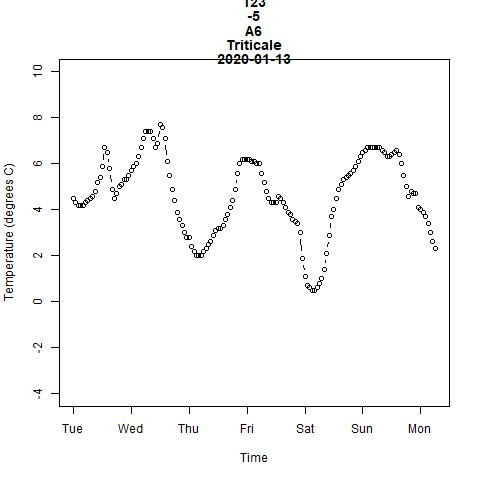 123
-5
A6
Triticale
2020-01-13
10
8
6
4
2
0
-2
-4
Temperature (degrees C)
Tue Wed Thu Fri Sat Sun Mon
Time